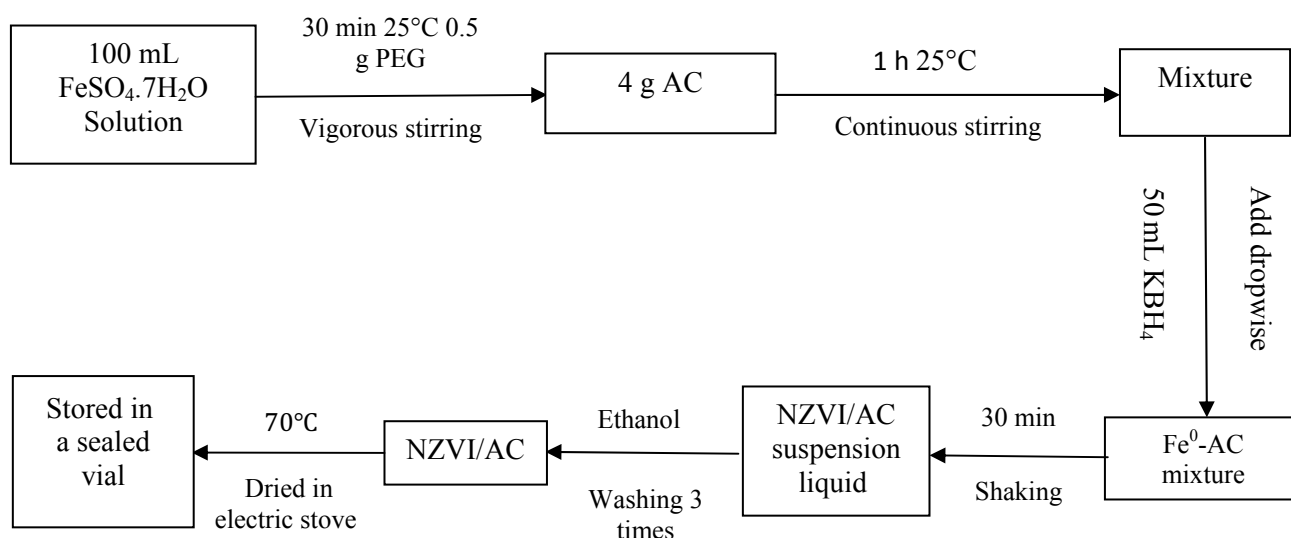 100 mL
FeSO₄.7H₂O
Solution
30 min 25°C 0.5
g PEG
Vigorous stirring
4 g AC
1 h 25°C
Continuous stirring
Mixture
Add dropwise
50 mL KBH₄
Fe⁰-AC
mixture
30 min
Shaking
NZVI/AC
suspension
liquid
Ethanol
Washing 3
times
NZVI/AC
70°C
Dried in
electric stove
Stored in
a sealed
vial